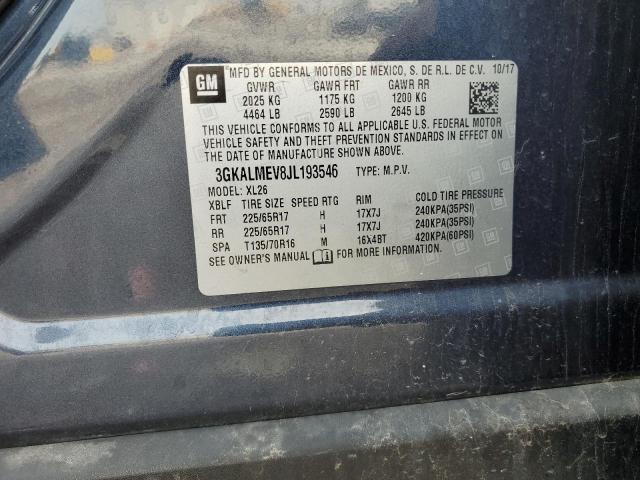 GM MFD BY GENERAL MOTORS DE MEXICO, S. DE R.L. DE C.V. 10/17
GVWR GAWR FRT GAWR RR
2025 KG 1175 KG 1200 KG
4464 LB 2590 LB 2645 LB
THIS VEHICLE CONFORMS TO ALL APPLICABLE U.S. FEDERAL MOTOR
VEHICLE SAFETY AND THEFT PREVENTION STANDARDS IN EFFECT ON
THE DATE OF MANUFACTURE SHOWN ABOVE.
3GKALMEV8JL193546 TYPE: M.P.V.
MODEL: XL26
XBLF TIRE SIZE SPEED RTG RIM COLD TIRE PRESSURE
FRT 225/65R17 H 17X7J 240KPA(35PSI)
RR 225/65R17 H 17X7J 240KPA(35PSI)
SPA T135/70R16 M 16X4BT 420KPA(60PSI)
SEE OWNER'S MANUAL FOR MORE INFORMATION.